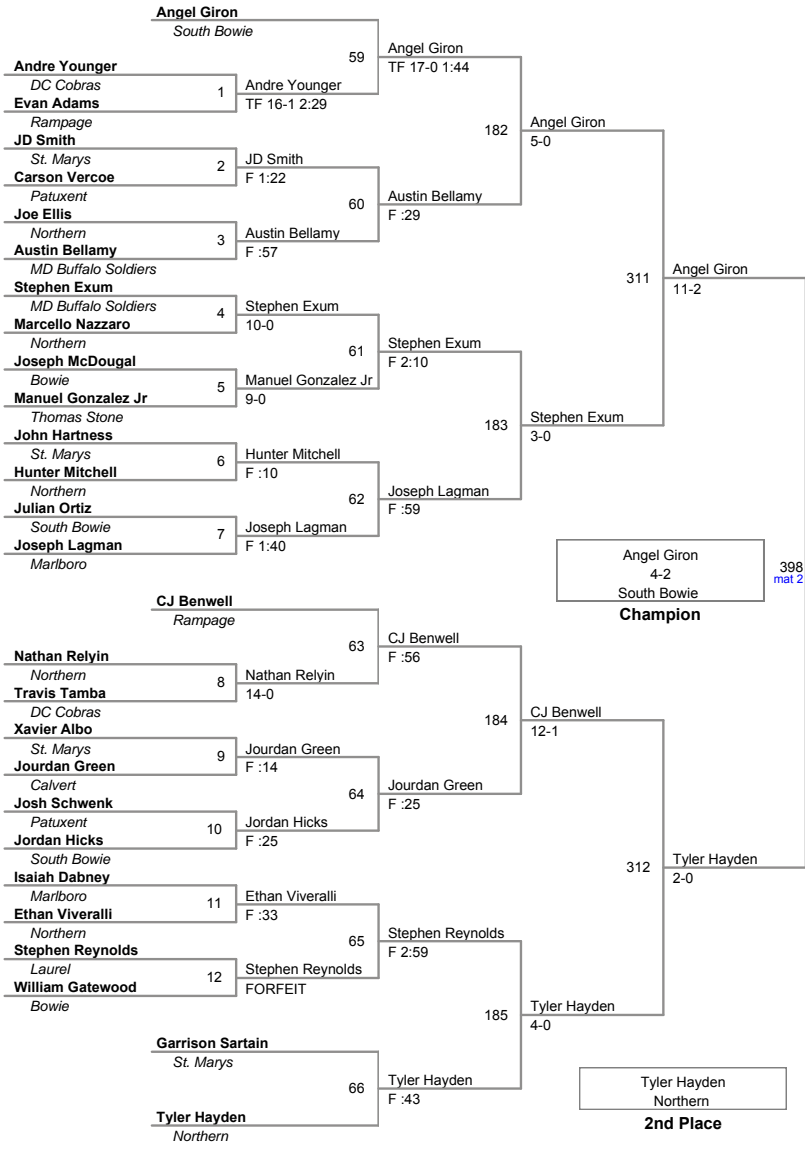 Angel Giron
South Bowie
59
Angel Giron
TF 17-0 1:44
Andre Younger
DC Cobras
1
Andre Younger
TF 16-1 2:29
Evan Adams
Rampage
182
Angel Giron
5-0
JD Smith
St. Marys
2
JD Smith
F 1:22
Carson Vercoe
Patuxent
60
Austin Bellamy
F :29
Joe Ellis
Northern
3
Austin Bellamy
F :57
Austin Bellamy
MD Buffalo Soldiers
311
Angel Giron
11-2
Stephen Exum
MD Buffalo Soldiers
4
Stephen Exum
10-0
Marcello Nazzaro
Northern
61
Stephen Exum
F 2:10
Joseph McDougal
Bowie
5
Manuel Gonzalez Jr
9-0
Manuel Gonzalez Jr
Thomas Stone
183
Stephen Exum
3-0
John Hartness
St. Marys
6
Hunter Mitchell
F :10
Hunter Mitchell
Northern
62
Joseph Lagman
F :59
Julian Ortiz
South Bowie
7
Joseph Lagman
F 1:40
Joseph Lagman
Marlboro
Angel Giron
4-2
South Bowie
Champion
398
mat 2
CJ Benwell
Rampage
63
CJ Benwell
F :56
Nathan Relyin
Northern
8
Nathan Relyin
14-0
Travis Tamba
DC Cobras
184
CJ Benwell
12-1
Xavier Albo
St. Marys
9
Jourdan Green
F :14
Jourdan Green
Calvert
64
Jourdan Green
F :25
Josh Schwenk
Patuxent
10
Jordan Hicks
F :25
Jordan Hicks
South Bowie
312
Tyler Hayden
2-0
Isaiah Dabney
Marlboro
11
Ethan Viveralli
F :33
Ethan Viveralli
Northern
65
Stephen Reynolds
F 2:59
Stephen Reynolds
Laurel
12
Stephen Reynolds
FORFEIT
William Gatewood
Bowie
185
Tyler Hayden
4-0
Garrison Sartain
St. Marys
66
Tyler Hayden
F :43
Tyler Hayden
Northern
Tyler Hayden
Northern
2nd Place